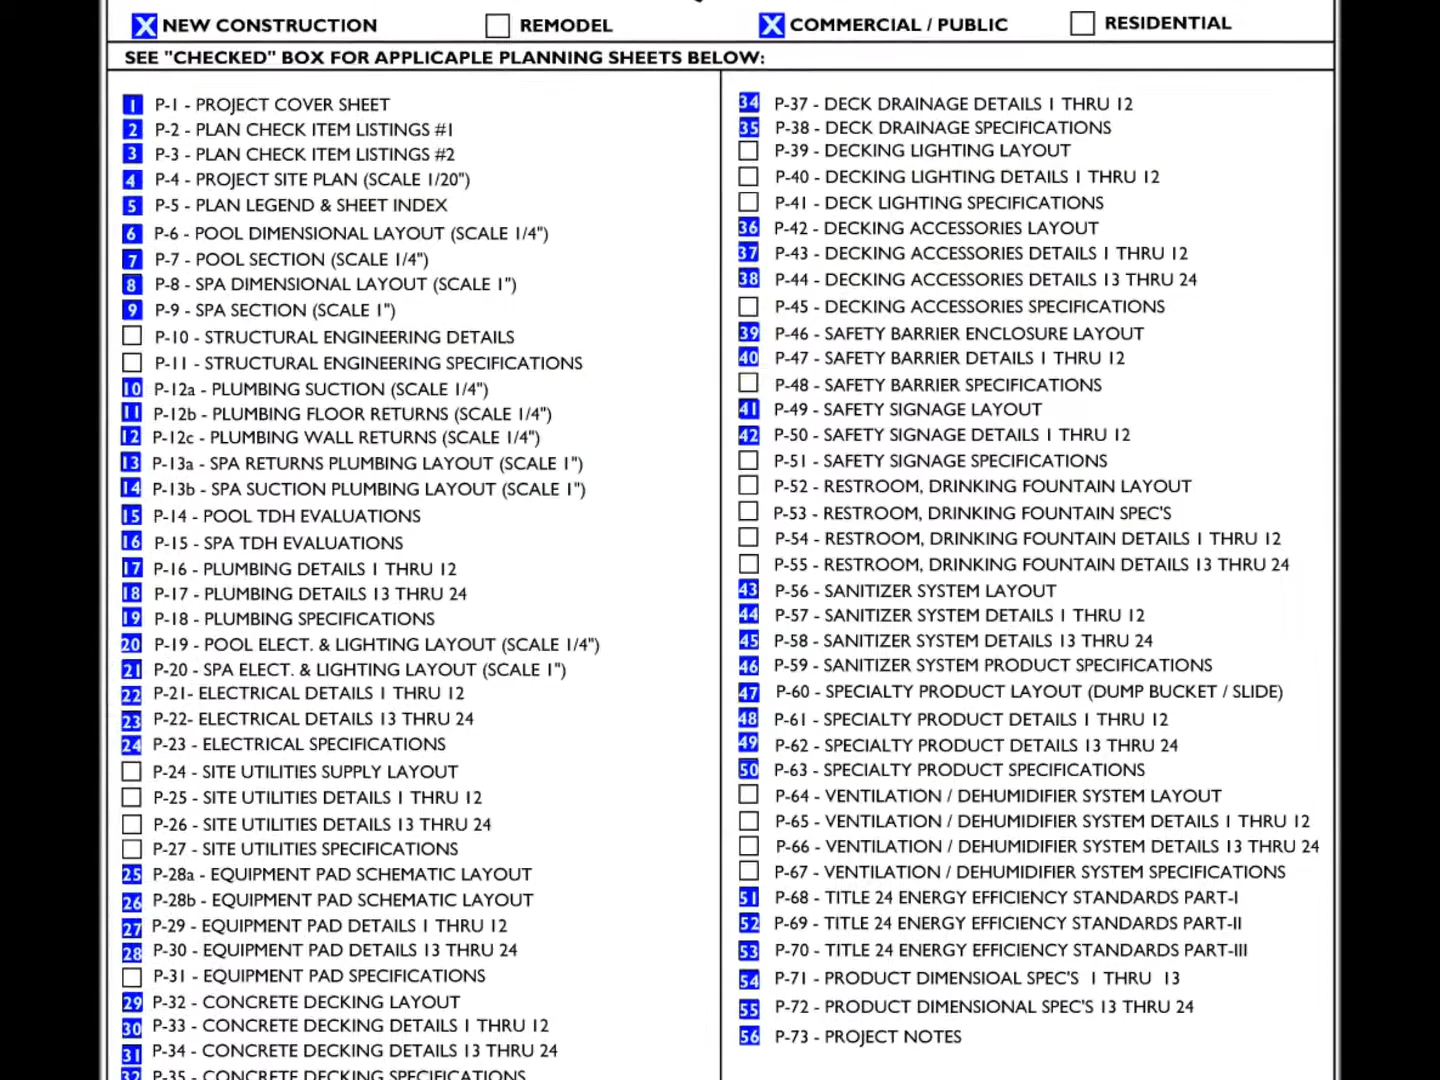 X NEW CONSTRUCTION REMODEL X COMMERCIAL / PUBLIC RESIDENTIAL
SEE "CHECKED" BOX FOR APPLICAPLE PLANNING SHEETS BELOW:
1 P-1 - PROJECT COVER SHEET
2 P-2 - PLAN CHECK ITEM LISTINGS #1
3 P-3 - PLAN CHECK ITEM LISTINGS #2
4 P-4 - PROJECT SITE PLAN (SCALE 1/20")
5 P-5 - PLAN LEGEND & SHEET INDEX
6 P-6 - POOL DIMENSIONAL LAYOUT (SCALE 1/4")
7 P-7 - POOL SECTION (SCALE 1/4")
8 P-8 - SPA DIMENSIONAL LAYOUT (SCALE 1")
9 P-9 - SPA SECTION (SCALE 1")
P-10 - STRUCTURAL ENGINEERING DETAILS
P-11 - STRUCTURAL ENGINEERING SPECIFICATIONS
10 P-12a - PLUMBING SUCTION (SCALE 1/4")
11 P-12b - PLUMBING FLOOR RETURNS (SCALE 1/4")
12 P-12c - PLUMBING WALL RETURNS (SCALE 1/4")
13 P-13a - SPA RETURNS PLUMBING LAYOUT (SCALE 1")
14 P-13b - SPA SUCTION PLUMBING LAYOUT (SCALE 1")
15 P-14 - POOL TDH EVALUATIONS
16 P-15 - SPA TDH EVALUATIONS
17 P-16 - PLUMBING DETAILS 1 THRU 12
18 P-17 - PLUMBING DETAILS 13 THRU 24
19 P-18 - PLUMBING SPECIFICATIONS
20 P-19 - POOL ELECT. & LIGHTING LAYOUT (SCALE 1/4")
21 P-20 - SPA ELECT. & LIGHTING LAYOUT (SCALE 1")
22 P-21- ELECTRICAL DETAILS 1 THRU 12
23 P-22- ELECTRICAL DETAILS 13 THRU 24
24 P-23 - ELECTRICAL SPECIFICATIONS
P-24 - SITE UTILITIES SUPPLY LAYOUT
P-25 - SITE UTILITIES DETAILS 1 THRU 12
P-26 - SITE UTILITIES DETAILS 13 THRU 24
P-27 - SITE UTILITIES SPECIFICATIONS
25 P-28a - EQUIPMENT PAD SCHEMATIC LAYOUT
26 P-28b - EQUIPMENT PAD SCHEMATIC LAYOUT
27 P-29 - EQUIPMENT PAD DETAILS 1 THRU 12
28 P-30 - EQUIPMENT PAD DETAILS 13 THRU 24
P-31 - EQUIPMENT PAD SPECIFICATIONS
29 P-32 - CONCRETE DECKING LAYOUT
30 P-33 - CONCRETE DECKING DETAILS 1 THRU 12
31 P-34 - CONCRETE DECKING DETAILS 13 THRU 24
32 P-35 - CONCRETE DECKING SPECIFICATIONS
34 P-37 - DECK DRAINAGE DETAILS 1 THRU 12
35 P-38 - DECK DRAINAGE SPECIFICATIONS
P-39 - DECKING LIGHTING LAYOUT
P-40 - DECKING LIGHTING DETAILS 1 THRU 12
P-41 - DECK LIGHTING SPECIFICATIONS
36 P-42 - DECKING ACCESSORIES LAYOUT
37 P-43 - DECKING ACCESSORIES DETAILS 1 THRU 12
38 P-44 - DECKING ACCESSORIES DETAILS 13 THRU 24
P-45 - DECKING ACCESSORIES SPECIFICATIONS
39 P-46 - SAFETY BARRIER ENCLOSURE LAYOUT
40 P-47 - SAFETY BARRIER DETAILS 1 THRU 12
P-48 - SAFETY BARRIER SPECIFICATIONS
41 P-49 - SAFETY SIGNAGE LAYOUT
42 P-50 - SAFETY SIGNAGE DETAILS 1 THRU 12
P-51 - SAFETY SIGNAGE SPECIFICATIONS
P-52 - RESTROOM, DRINKING FOUNTAIN LAYOUT
P-53 - RESTROOM, DRINKING FOUNTAIN SPEC'S
P-54 - RESTROOM, DRINKING FOUNTAIN DETAILS 1 THRU 12
P-55 - RESTROOM, DRINKING FOUNTAIN DETAILS 13 THRU 24
43 P-56 - SANITIZER SYSTEM LAYOUT
44 P-57 - SANITIZER SYSTEM DETAILS 1 THRU 12
45 P-58 - SANITIZER SYSTEM DETAILS 13 THRU 24
46 P-59 - SANITIZER SYSTEM PRODUCT SPECIFICATIONS
47 P-60 - SPECIALTY PRODUCT LAYOUT (DUMP BUCKET / SLIDE)
48 P-61 - SPECIALTY PRODUCT DETAILS 1 THRU 12
49 P-62 - SPECIALTY PRODUCT DETAILS 13 THRU 24
50 P-63 - SPECIALTY PRODUCT SPECIFICATIONS
P-64 - VENTILATION / DEHUMIDIFIER SYSTEM LAYOUT
P-65 - VENTILATION / DEHUMIDIFIER SYSTEM DETAILS 1 THRU 12
P-66 - VENTILATION / DEHUMIDIFIER SYSTEM DETAILS 13 THRU 24
P-67 - VENTILATION / DEHUMIDIFIER SYSTEM SPECIFICATIONS
51 P-68 - TITLE 24 ENERGY EFFICIENCY STANDARDS PART-I
52 P-69 - TITLE 24 ENERGY EFFICIENCY STANDARDS PART-II
53 P-70 - TITLE 24 ENERGY EFFICIENCY STANDARDS PART-III
54 P-71 - PRODUCT DIMENSIOAL SPEC'S 1 THRU 13
55 P-72 - PRODUCT DIMENSIONAL SPEC'S 13 THRU 24
56 P-73 - PROJECT NOTES